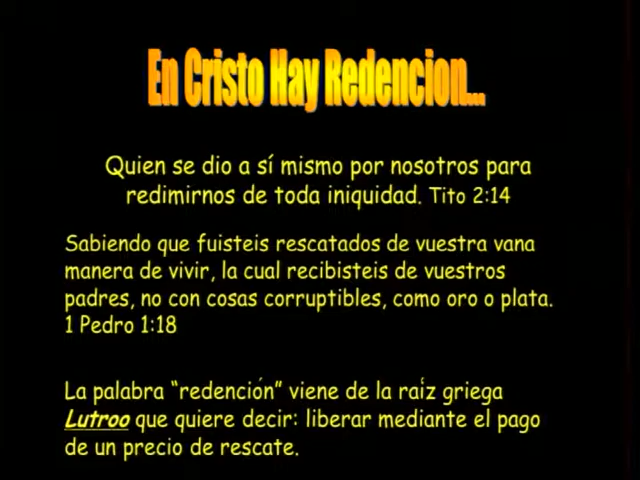 En Cristo Hay Redencion...
Quien se dio a sí mismo por nosotros para
redimirnos de toda iniquidad. Tito 2:14
Sabiendo que fuisteis rescatados de vuestra vana
manera de vivir, la cual recibisteis de vuestros
padres, no con cosas corruptibles, como oro o plata.
1 Pedro 1:18
La palabra “redención” viene de la raíz griega
Lutroo que quiere decir: liberar mediante el pago
de un precio de rescate.